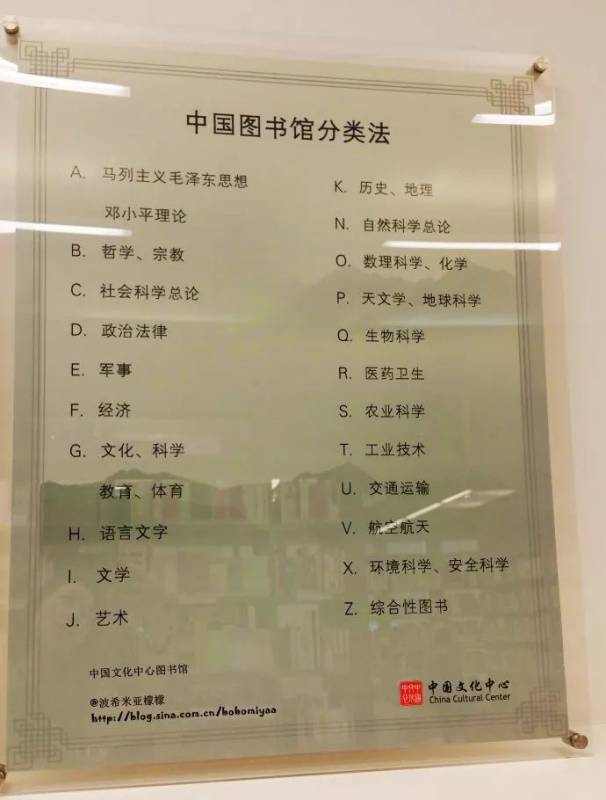 中国图书馆分类法
A. 马列主义毛泽东思想
邓小平理论
B. 哲学、宗教
C. 社会科学总论
D. 政治法律
E. 军事
F. 经济
G. 文化、科学
教育、体育
H. 语言文字
I. 文学
J. 艺术
K. 历史、地理
N. 自然科学总论
O. 数理科学、化学
P. 天文学、地球科学
Q. 生物科学
R. 医药卫生
S. 农业科学
T. 工业技术
U. 交通运输
V. 航空航天
X. 环境科学、安全科学
Z. 综合性图书
中国文化中心图书馆
@波希米亚檬檬
http://blog.sina.com.cn/bohomiyaa
中国文化中心
China Cultural Center